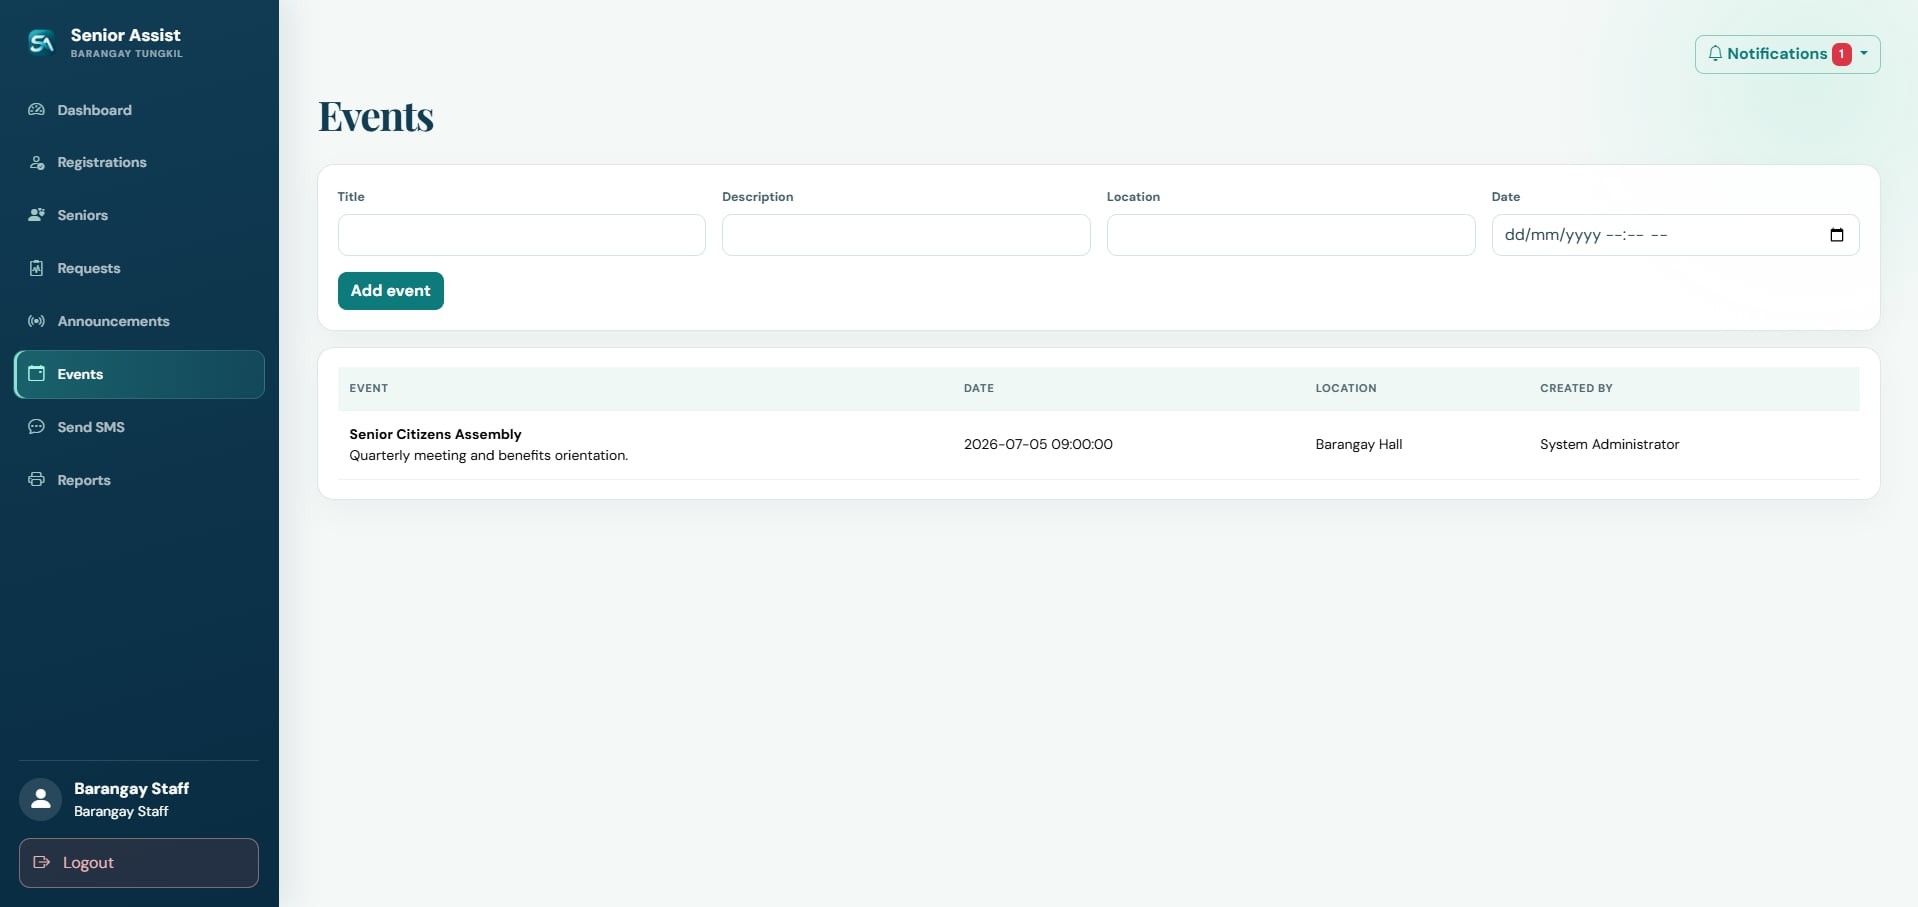 Senior Assist
BARANGAY TUNGKIL
Dashboard
Registrations
Seniors
Requests
Announcements
Events
Send SMS
Reports
Barangay Staff
Barangay Staff
Logout
Notifications 1
Events
Title Description Location Date
dd/mm/yyyy --:-- --
Add event
EVENT DATE LOCATION CREATED BY
Senior Citizens Assembly
Quarterly meeting and benefits orientation.
2026-07-05 09:00:00 Barangay Hall System Administrator